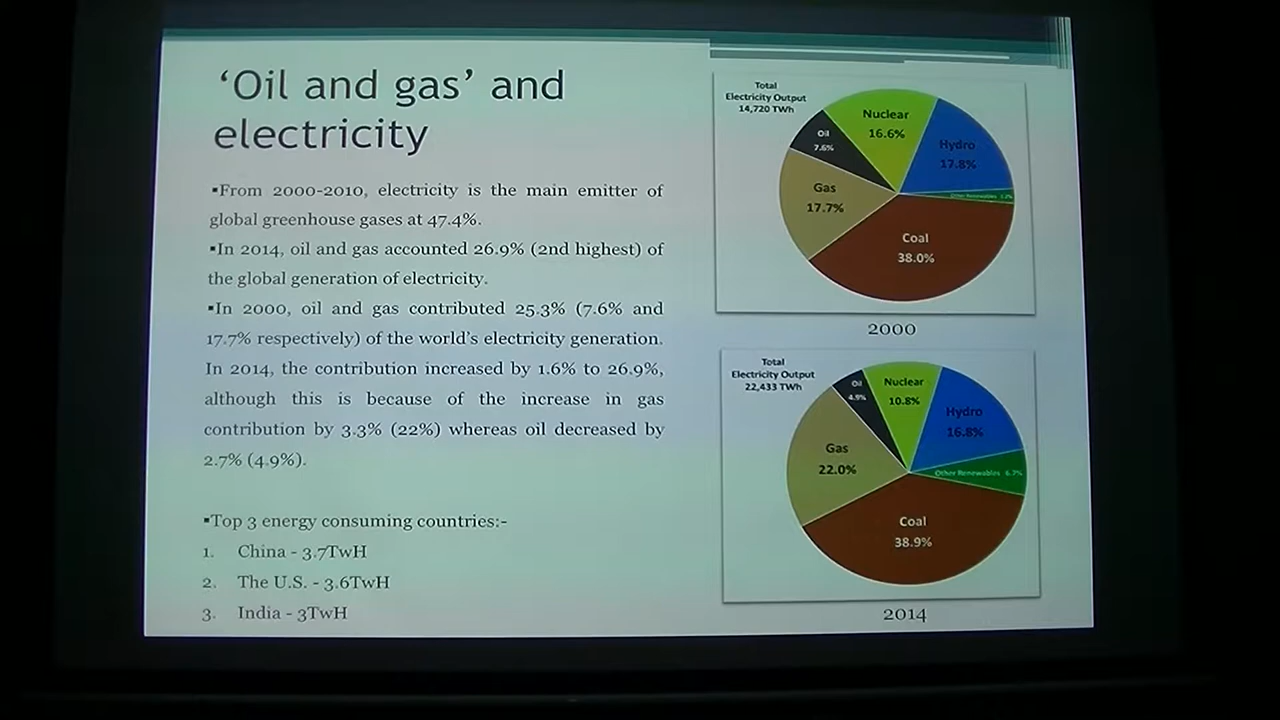 ‘Oil and gas’ and
electricity
▪From 2000-2010, electricity is the main emitter of
global greenhouse gases at 47.4%.
▪In 2014, oil and gas accounted 26.9% (2nd highest) of
the global generation of electricity.
▪In 2000, oil and gas contributed 25.3% (7.6% and
17.7% respectively) of the world’s electricity generation.
In 2014, the contribution increased by 1.6% to 26.9%,
although this is because of the increase in gas
contribution by 3.3% (22%) whereas oil decreased by
2.7% (4.9%).
▪Top 3 energy consuming countries:-
1. China - 3.7TwH
2. The U.S. - 3.6TwH
3. India - 3TwH
Total
Electricity Output
14,720 TWh
Nuclear
16.6%
Oil
7.6%
Hydro
17.8%
Gas
17.7%
Other Renewables
Coal
38.0%
2000
Total
Electricity Output
22,433 TWh
Oil
4.9%
Nuclear
10.8%
Hydro
16.8%
Gas
22.0%
Other Renewables 6.7%
Coal
38.9%
2014